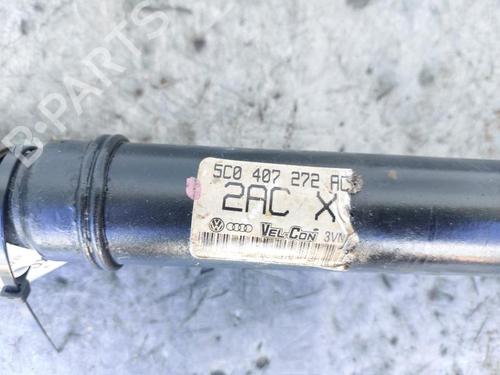 B-Parts
5C0 407 272 AC
2AC X
VEL-CON 3VM